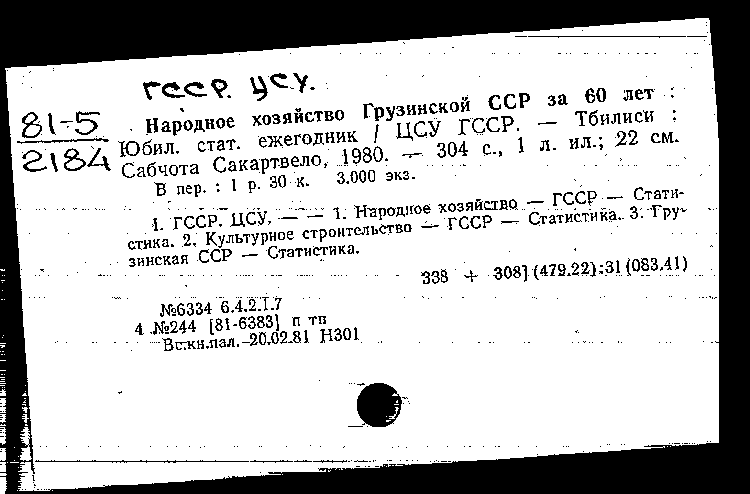 ГССР. ЦСУ.
81-5
2184
Народное хозяйство Грузинской ССР за 60 лет :
Юбил. стат. ежегодник / ЦСУ ГССР. — Тбилиси :
Сабчота Сакартвело, 1980. — 304 с., 1 л. ил.; 22 см.
В пер. : 1 р. 30 к. 3.000 экз.
1. ГССР. ЦСУ. — — 1. Народное хозяйство — ГССР — Стати-
стика. 2. Культурное строительство — ГССР — Статистика. 3. Гру-
зинская ССР — Статистика.
338 + 308] (479.22):31(083.41)
№6334 6.4.2.1.7
4 №244 [81-6383] п тп
Вс.кн.пал. 20.02.81 Н301